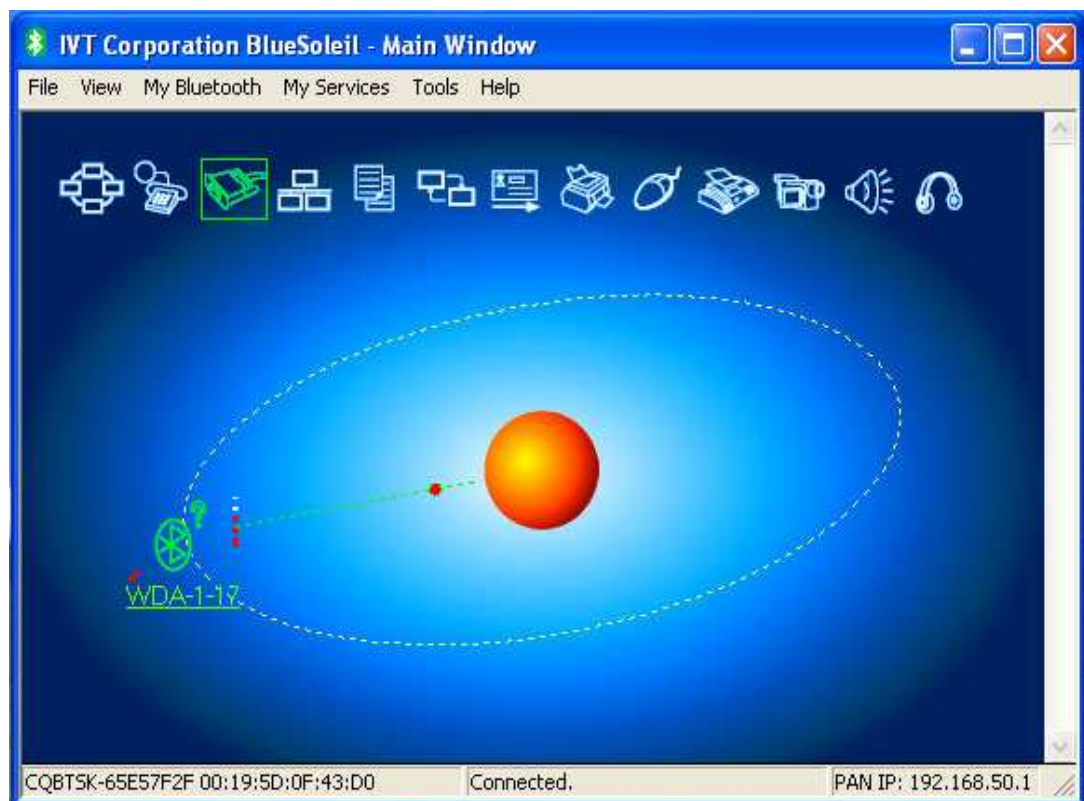 IVT Corporation BlueSoleil - Main Window
File View My Bluetooth My Services Tools Help
?
WDA-1-17
CQBTSK-65E57F2F 00:19:5D:0F:43:D0 Connected. PAN IP: 192.168.50.1